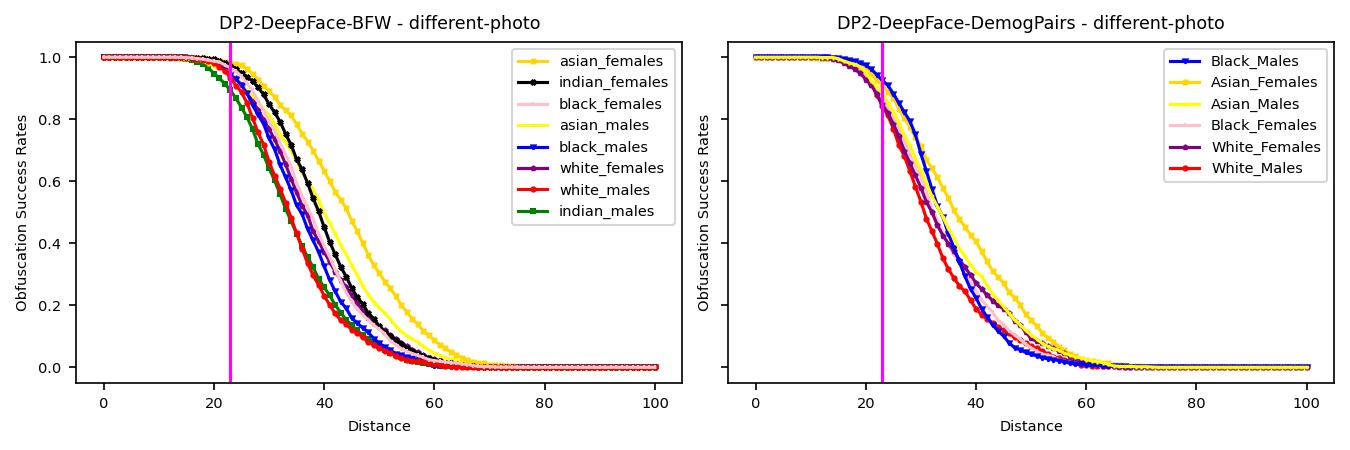 DP2-DeepFace-BFW - different-photo
Obfuscation Success Rates
1.0
0.8
0.6
0.4
0.2
0.0
0
20
40
60
80
100
Distance
asian_females
indian_females
black_females
asian_males
black_males
white_females
white_males
indian_males
DP2-DeepFace-DemogPairs - different-photo
Obfuscation Success Rates
0
20
40
60
80
100
Distance
Black_Males
Asian_Females
Asian_Males
Black_Females
White_Females
White_Males